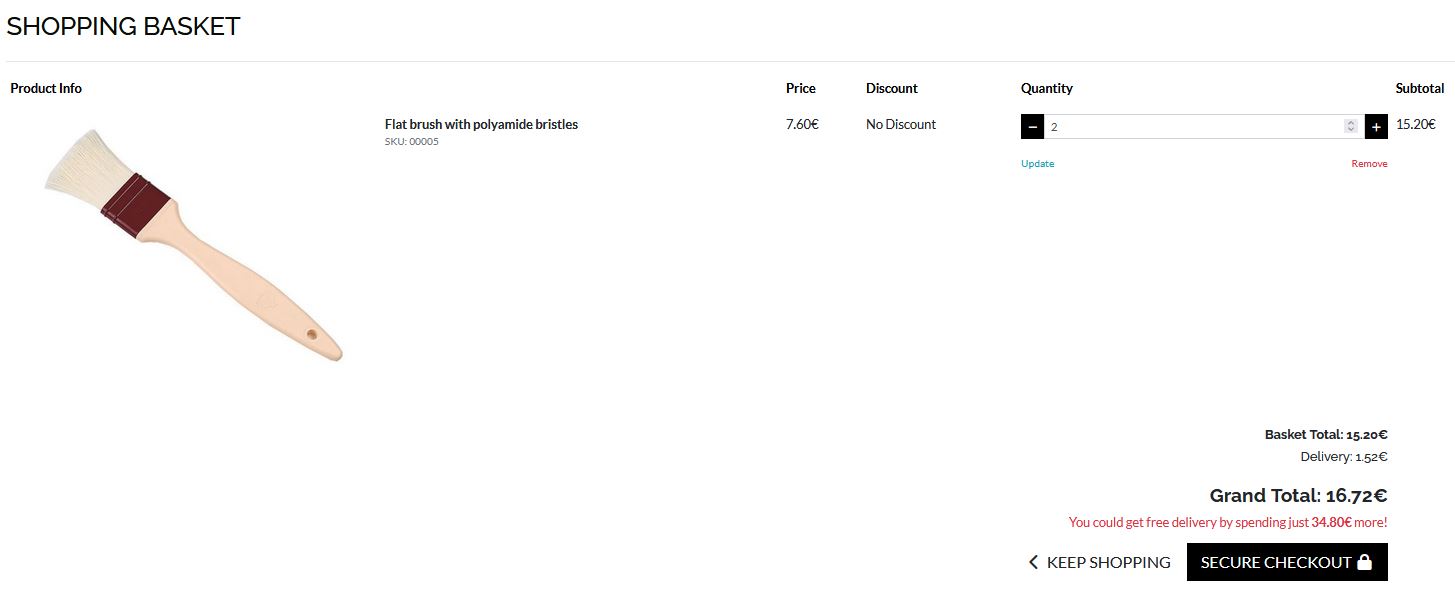 SHOPPING BASKET
Product Info Price Discount Quantity Subtotal
Flat brush with polyamide bristles 7.60€ No Discount − 2 + 15.20€
SKU: 00005
Update Remove
Basket Total: 15.20€
Delivery: 1.52€
Grand Total: 16.72€
You could get free delivery by spending just 34.80€ more!
KEEP SHOPPING SECURE CHECKOUT